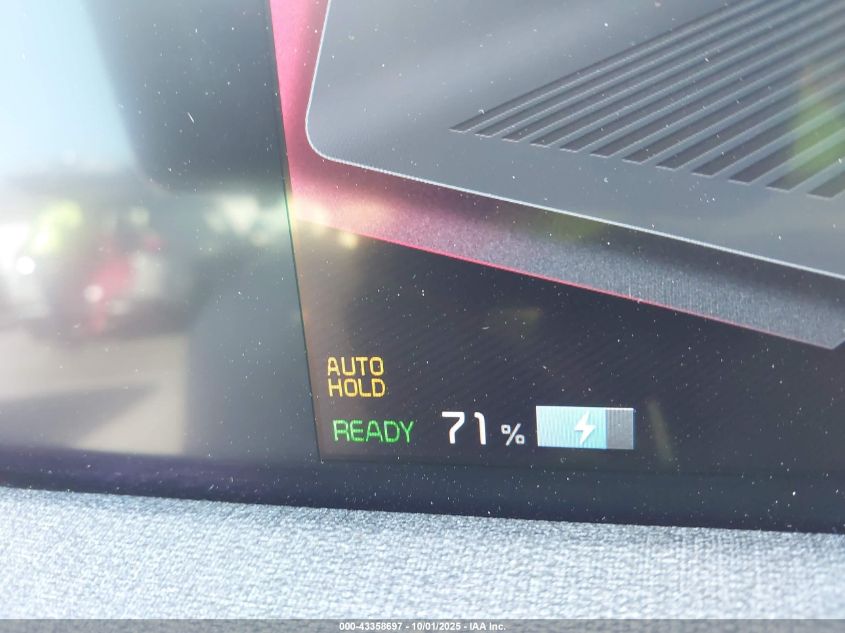 AUTO
HOLD
READY 71 %
000-43358697 - 10/01/2025 - IAA Inc.